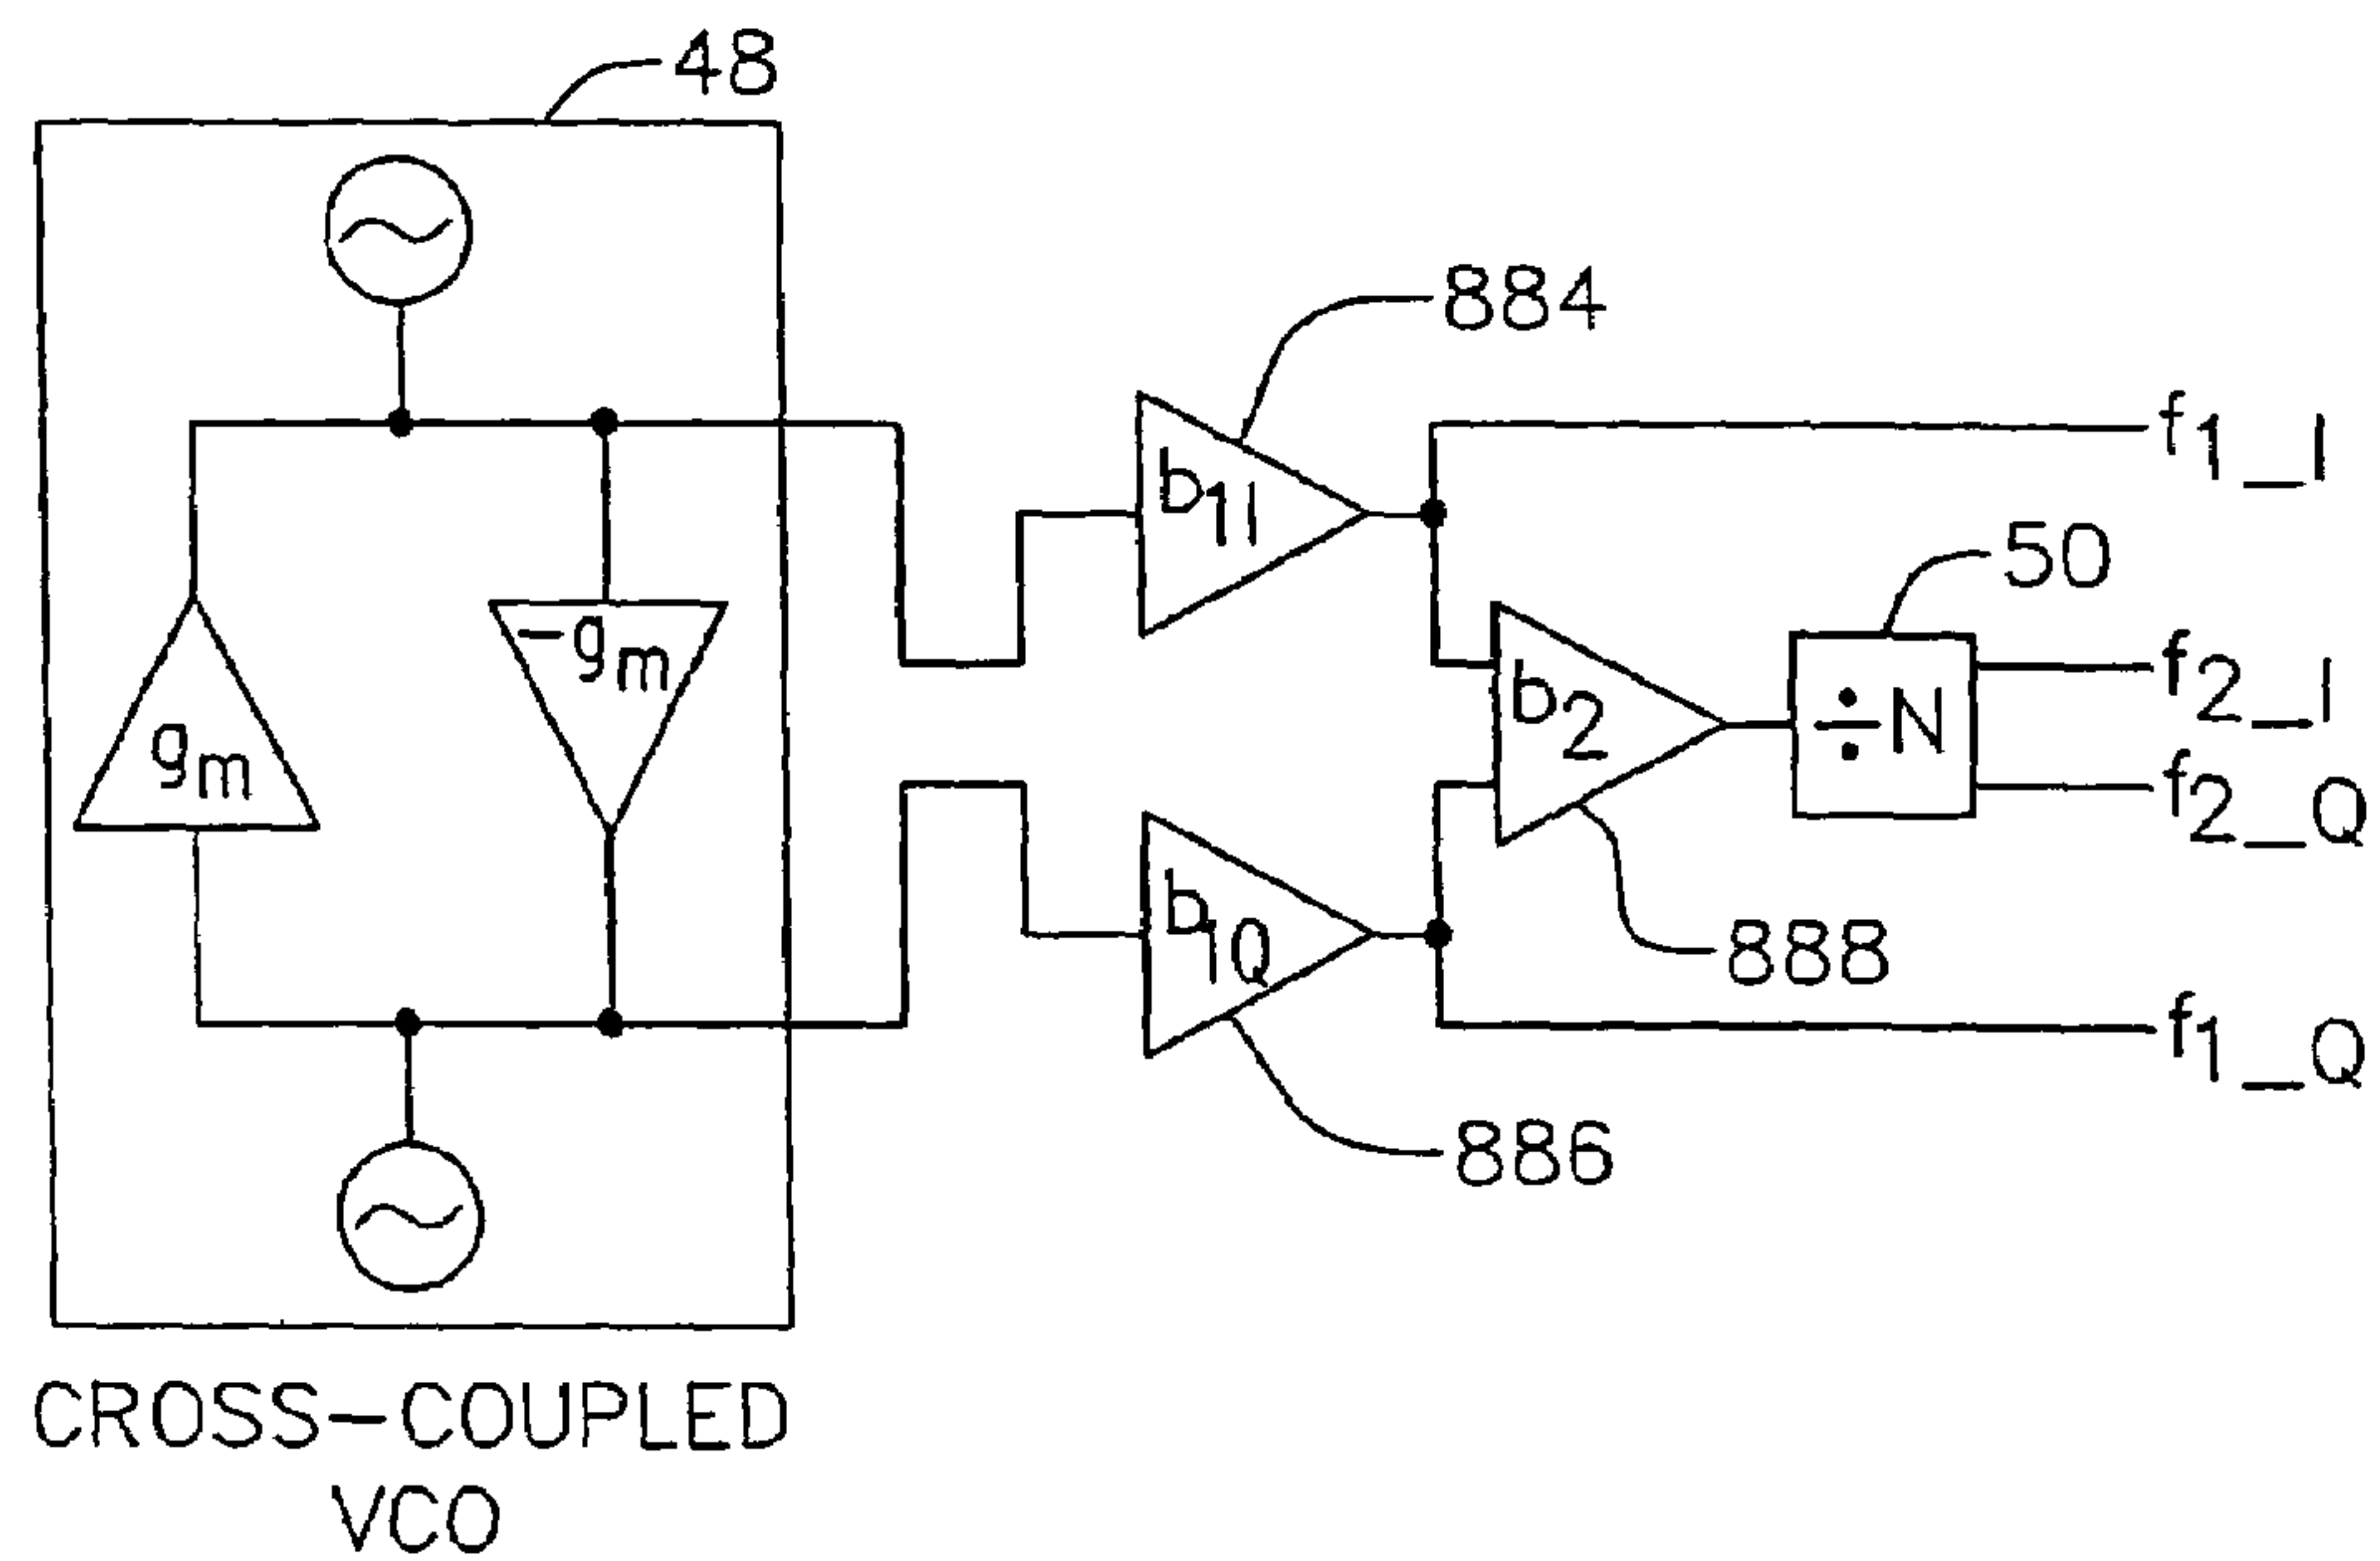 48
884
b1I
f1_I
50
-gm
b2
÷N
f2_I
gm
f2_Q
b1Q
888
f1_Q
886
CROSS-COUPLED
VCO